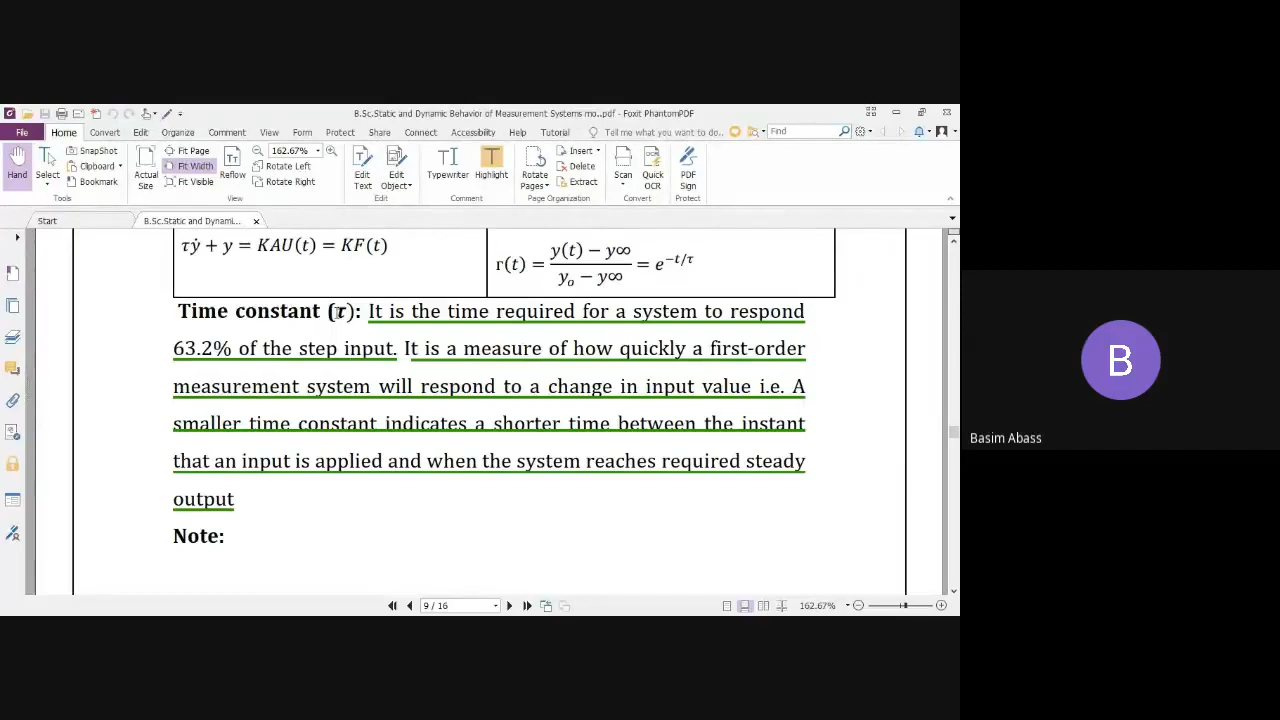 B.Sc.Static and Dynamic Behavior of Measurement Systems mo..pdf - Foxit PhantomPDF
File Home Convert Edit Organize Comment View Form Protect Share Connect Accessibility Help Tutorial Tell me what you want to do.. Find
Hand
Select
SnapShot
Clipboard
Bookmark
Tools
Actual Size
Fit Page
Fit Width
Fit Visible
Reflow
162.67%
Rotate Left
Rotate Right
View
Edit Text
Edit Object
Edit
Typewriter
Highlight
Comment
Rotate Pages
Insert
Delete
Extract
Page Organization
Scan
Quick OCR
Convert
PDF Sign
Protect
Start
B.Sc.Static and Dynami...
τẏ + y = KAU(t) = KF(t)
r(t) = (y(t) − y∞)/(yₒ − y∞) = e^(−t/τ)
Time constant (τ): It is the time required for a system to respond
63.2% of the step input. It is a measure of how quickly a first-order
measurement system will respond to a change in input value i.e. A
smaller time constant indicates a shorter time between the instant
that an input is applied and when the system reaches required steady
output
Note:
9 / 16
162.67%
B
Basim Abass